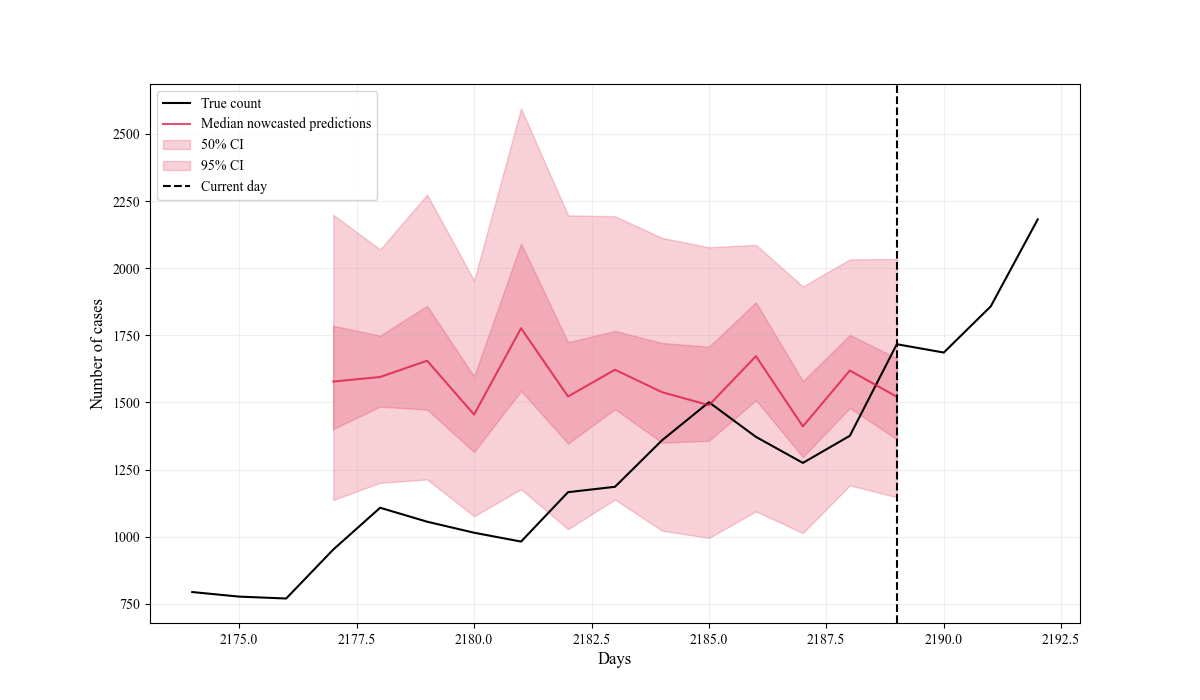 True count
Median nowcasted predictions
50% CI
95% CI
Current day
Number of cases
2500
2250
2000
1750
1500
1250
1000
750
2175.0 2177.5 2180.0 2182.5 2185.0 2187.5 2190.0 2192.5
Days